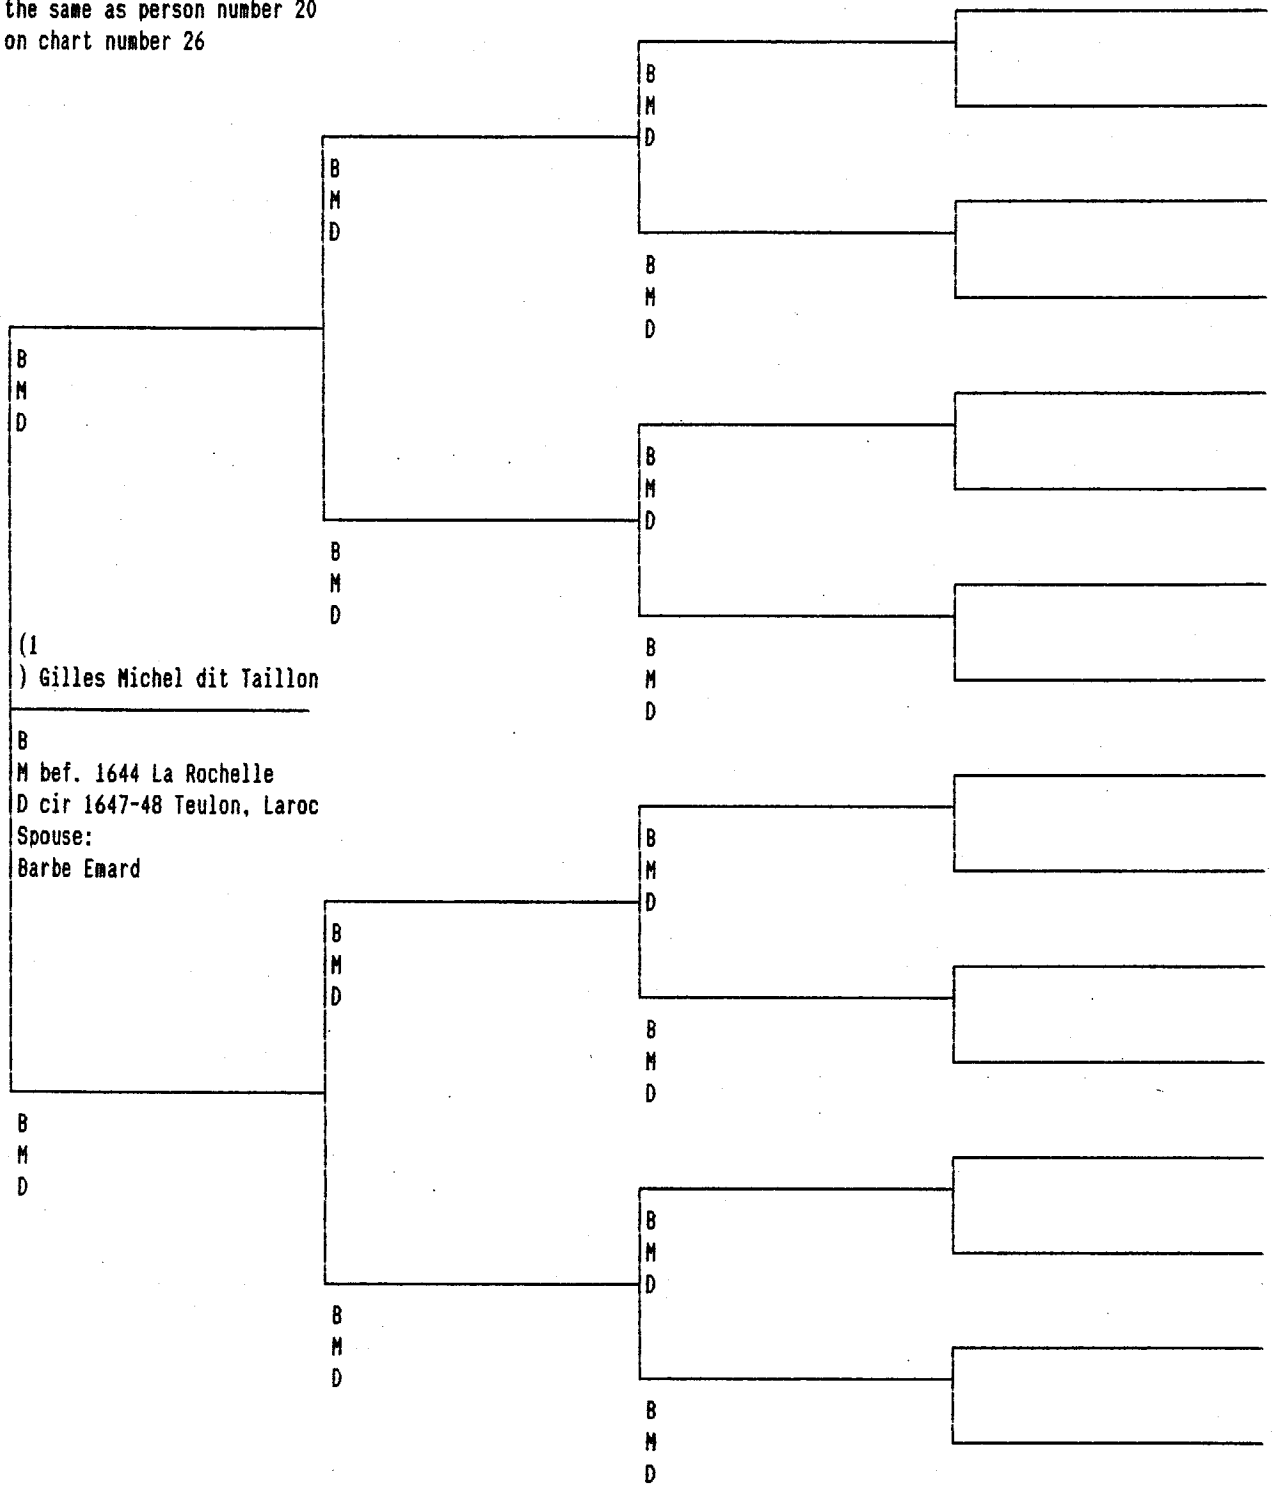 the same as person number 20
on chart number 26
B
M
D
B
M
D
B
M
D
B
M
D
B
M
D
B
M
D
(1
) Gilles Michel dit Taillon
B
M bef. 1644 La Rochelle
D cir 1647-48 Teulon, Laroc
Spouse:
Barbe Emard
B
M
D
B
M
D
B
M
D
B
M
D
B
M
D
B
M
D
B
M
D
B
M
D
B
M
D